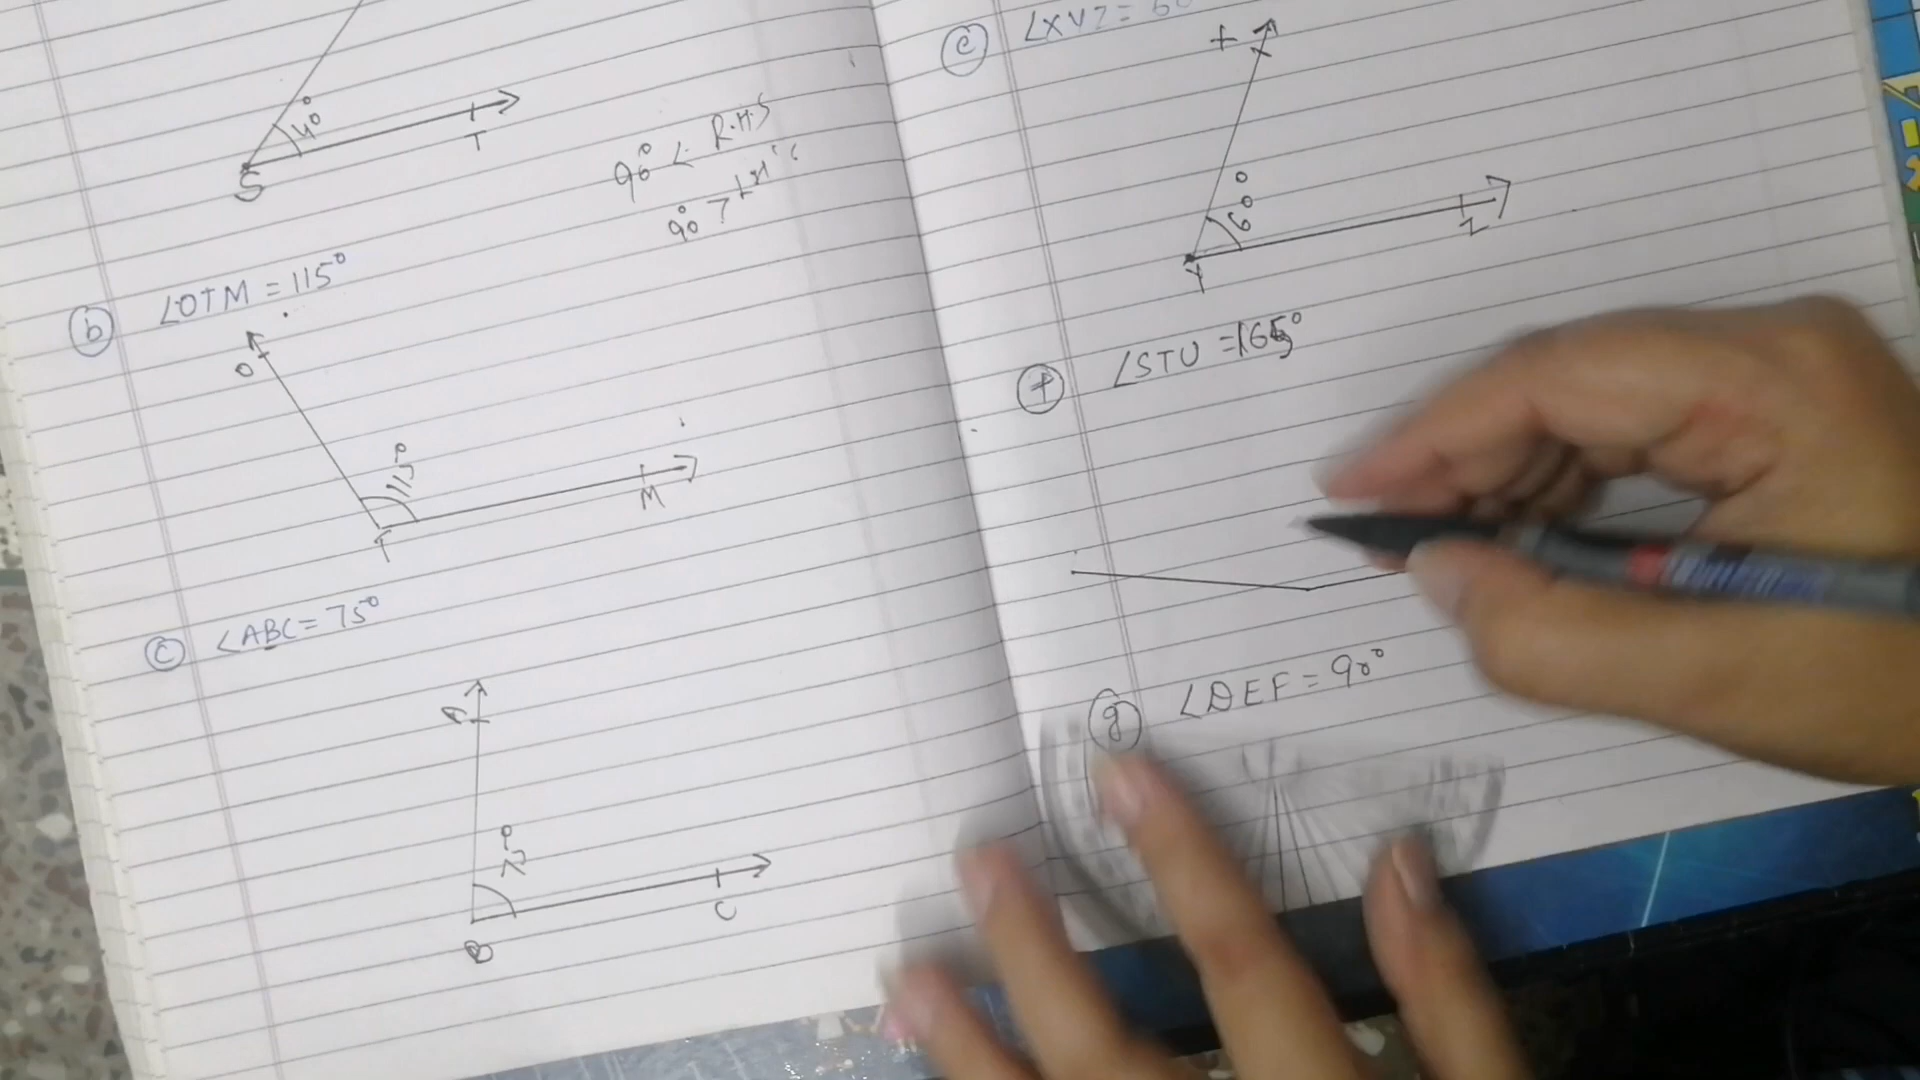 40°
S
T
90° < R.H.S
90° >
b ∠OTM = 115°
O
115°
T
M
c ∠ABC = 75°
A
75°
B
C
e ∠XYZ = 60
X
60°
Y
Z
f ∠STU = 165°
g ∠DEF = 90°